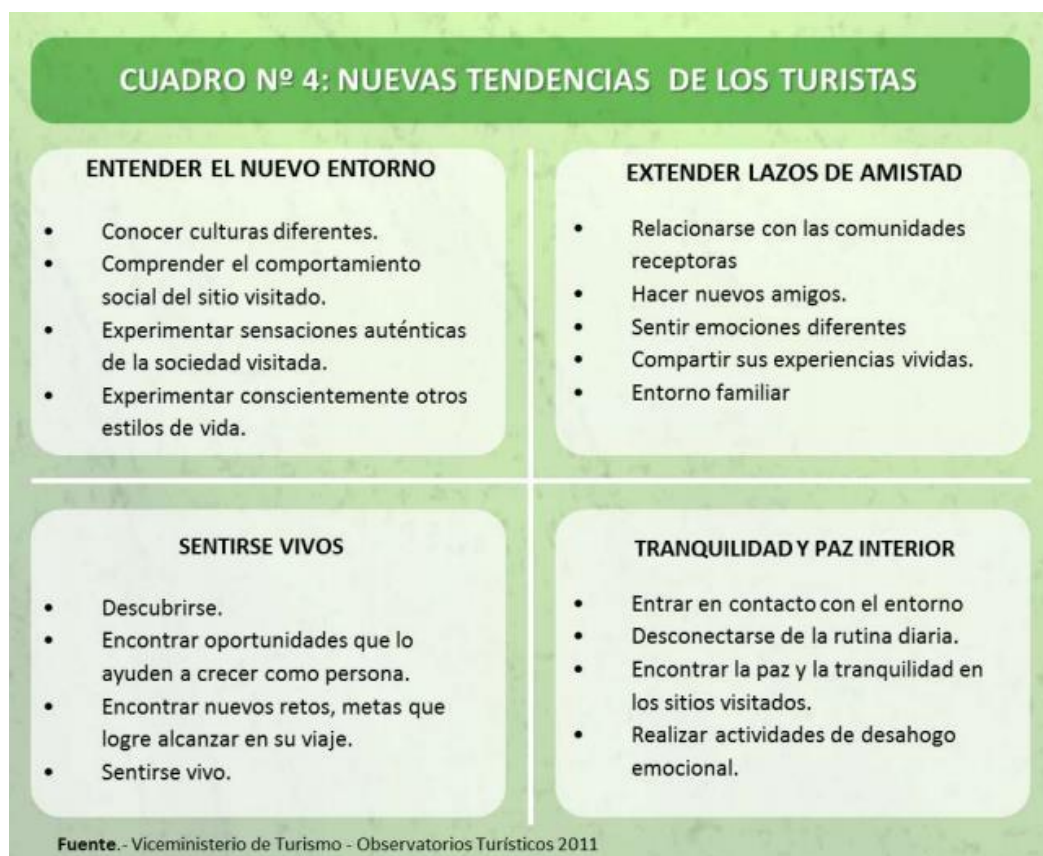 CUADRO Nº 4: NUEVAS TENDENCIAS DE LOS TURISTAS
ENTENDER EL NUEVO ENTORNO
• Conocer culturas diferentes.
• Comprender el comportamiento
social del sitio visitado.
• Experimentar sensaciones auténticas
de la sociedad visitada.
• Experimentar conscientemente otros
estilos de vida.
EXTENDER LAZOS DE AMISTAD
• Relacionarse con las comunidades
receptoras
• Hacer nuevos amigos.
• Sentir emociones diferentes
• Compartir sus experiencias vividas.
• Entorno familiar
SENTIRSE VIVOS
• Descubrirse.
• Encontrar oportunidades que lo
ayuden a crecer como persona.
• Encontrar nuevos retos, metas que
logre alcanzar en su viaje.
• Sentirse vivo.
TRANQUILIDAD Y PAZ INTERIOR
• Entrar en contacto con el entorno
• Desconectarse de la rutina diaria.
• Encontrar la paz y la tranquilidad en
los sitios visitados.
• Realizar actividades de desahogo
emocional.
Fuente.- Viceministerio de Turismo - Observatorios Turísticos 2011